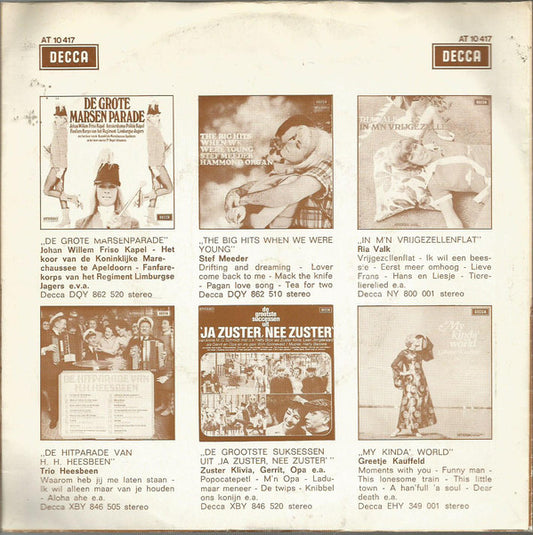 AT 10 417
DECCA
AT 10 417
DECCA
DE GROTE
MARSEN PARADE
THE BIG HITS
WHEN WE
WERE YOUNG
STEF MEEDER
HAMMOND ORGAN
IN M'N VRIJGEZELLENFLAT
„DE GROTE MARSENPARADE”
Johan Willem Friso Kapel - Het
koor van de Koninklijke Mare-
chaussee te Apeldoorn - Fanfare-
korps van het Regiment Limburgse
Jagers e.v.a.
Decca DQY 862 520 stereo
„THE BIG HITS WHEN WE WERE
YOUNG”
Stef Meeder
Drifting and dreaming - Lover
come back to me - Mack the knife
- Pagan love song - Tea for two
Decca DQY 862 510 stereo
„IN M'N VRIJGEZELLENFLAT”
Ria Valk
Vrijgezellenflat - Ik wil een bees-
sie - Eerst meer omhoog - Lieve
Frans - Hans en Liesje - Tiere-
lierelied e.a.
Decca NY 800 001 stereo
DE HITPARADE VAN
H.H. HEESBEEN
de
grootste
successen
uit
'JA ZUSTER, NEE ZUSTER'
My
kinda'
world
„DE HITPARADE VAN
H. H. HEESBEEN”
Trio Heesbeen
Waarom heb jij me laten staan -
Ik wil alleen maar van je houden
- Aloha ahe e.a.
Decca XBY 846 505 stereo
„DE GROOTSTE SUKSESSEN
UIT ‚JA ZUSTER, NEE ZUSTER'”
Zuster Klivia, Gerrit, Opa e.a.
Popocatepetl - M'n Opa - Ladu-
maar meneer - De twips - Knibbel
ons konijn e.a.
Decca XBY 846 520 stereo
„MY KINDA' WORLD”
Greetje Kauffeld
Moments with you - Funny man -
This lonesome train - This little
town - A han'full 'a soul - Dear
death e.a.
Decca EHY 349 001 stereo